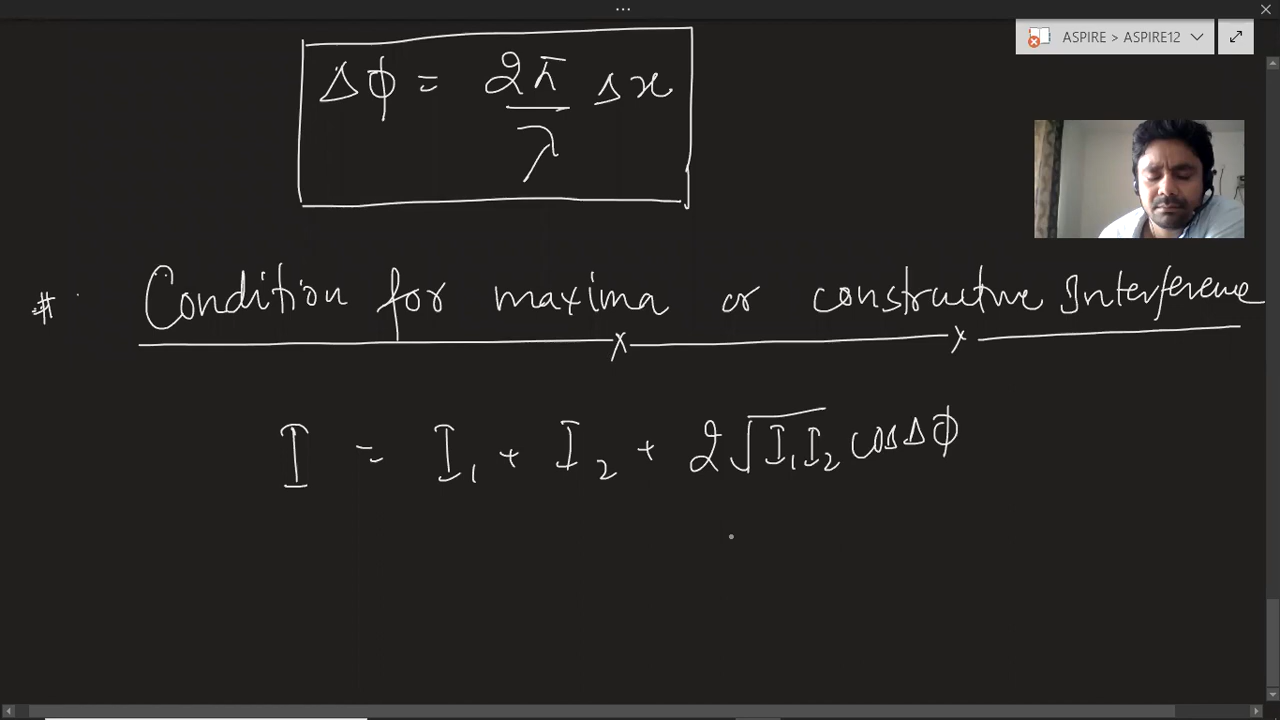 ASPIRE > ASPIRE12
Δφ = 2π/λ Δx
# Condition for maxima or constructive Interference
I = I₁ + I₂ + 2√I₁I₂ cosΔφ